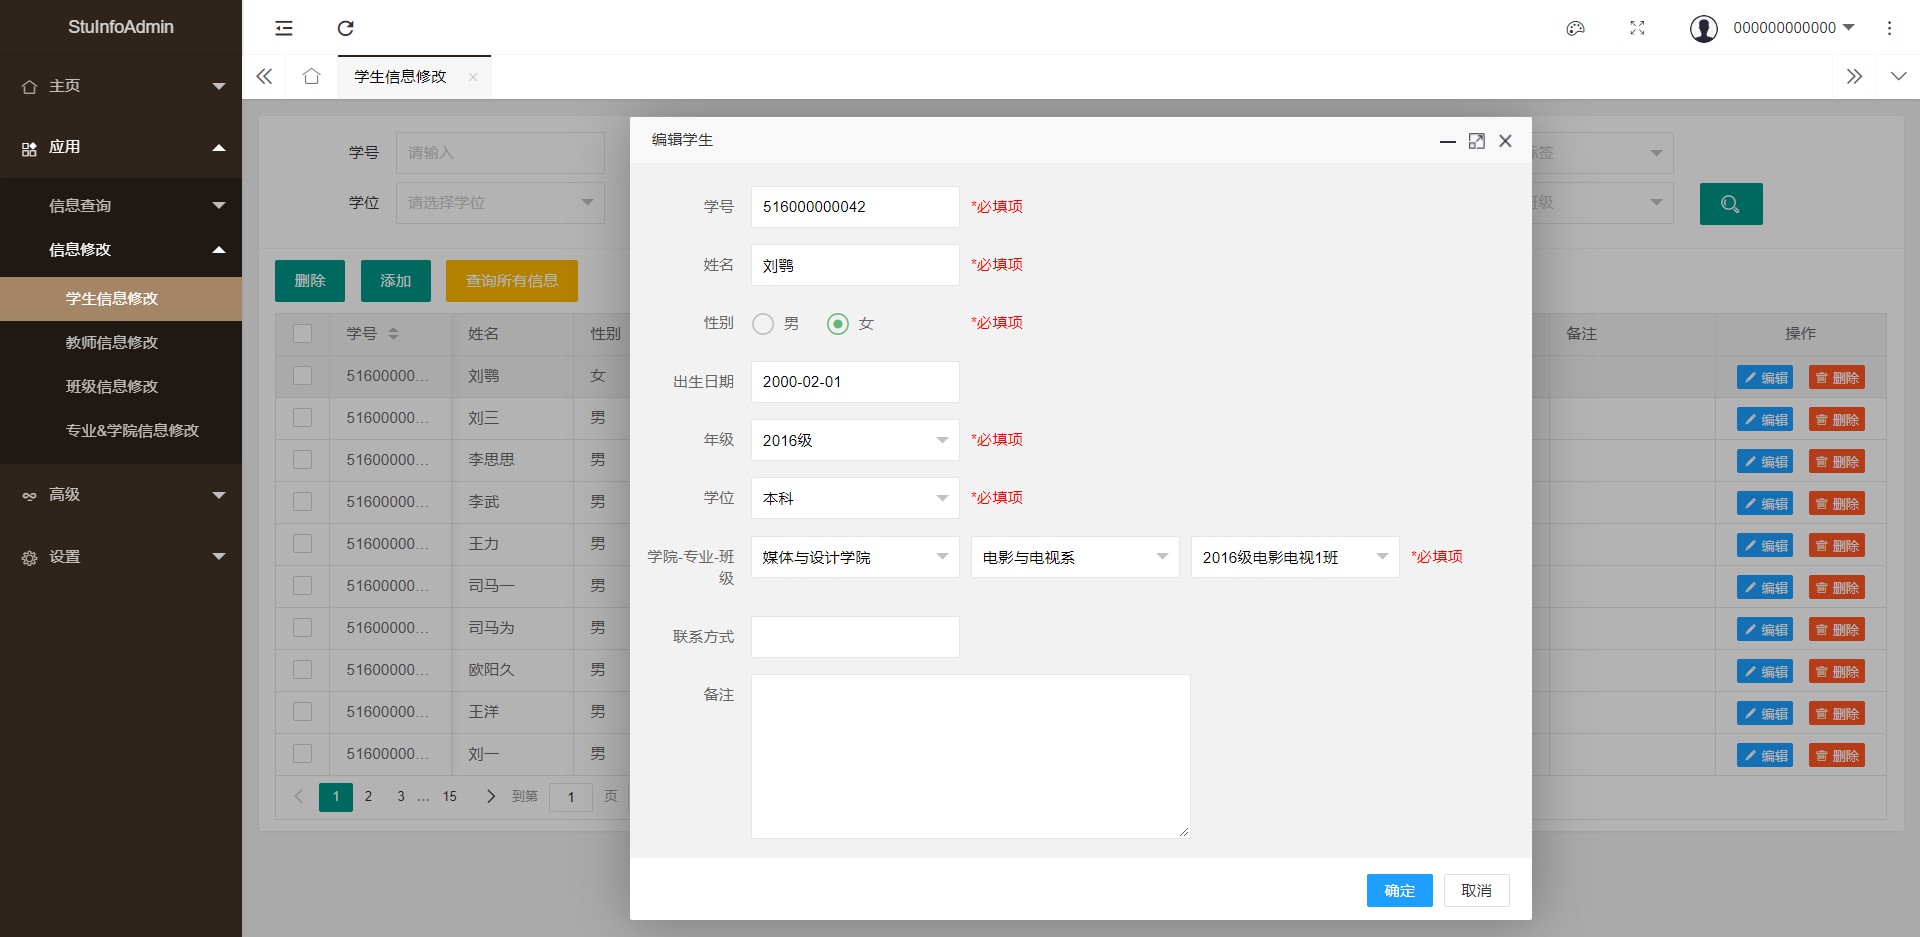 StuInfoAdmin
000000000000
主页
学生信息修改
应用
信息查询
信息修改
学生信息修改
教师信息修改
班级信息修改
专业&学院信息修改
高级
设置
学号 请输入
标签
学位 请选择学位
班级
删除 添加 查询所有信息
学号 姓名 性别 备注 操作
51600000... 刘鹗 女 编辑 删除
51600000... 刘三 男 编辑 删除
51600000... 李思思 男 编辑 删除
51600000... 李武 男 编辑 删除
51600000... 王力 男 编辑 删除
51600000... 司马一 男 编辑 删除
51600000... 司马为 男 编辑 删除
51600000... 欧阳久 男 编辑 删除
51600000... 王洋 男 编辑 删除
51600000... 刘一 男 编辑 删除
1 2 3 ... 15 到第 1 页
编辑学生
学号 516000000042 *必填项
姓名 刘鹗 *必填项
性别 男 女 *必填项
出生日期 2000-02-01
年级 2016级 *必填项
学位 本科 *必填项
学院-专业-班
级
媒体与设计学院 电影与电视系 2016级电影电视1班 *必填项
联系方式
备注
确定 取消